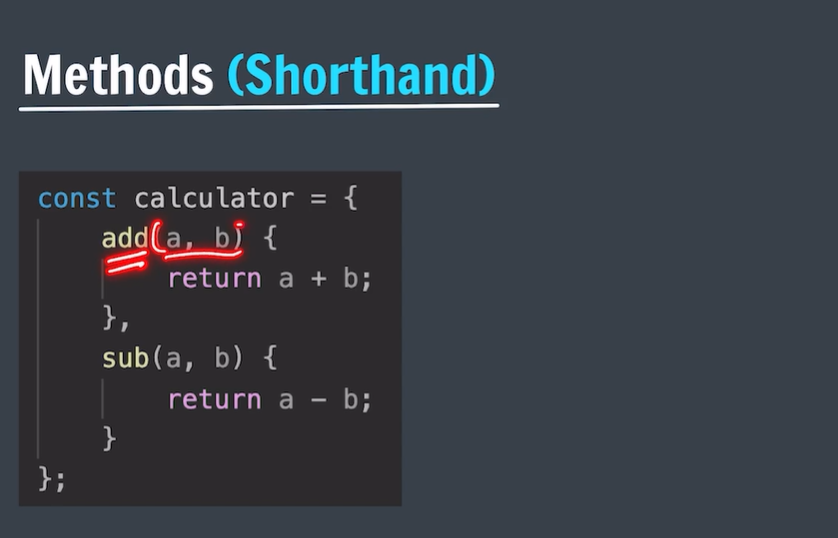 Methods (Shorthand)
const calculator = {
add(a, b) {
return a + b;
},
sub(a, b) {
return a - b;
}
};